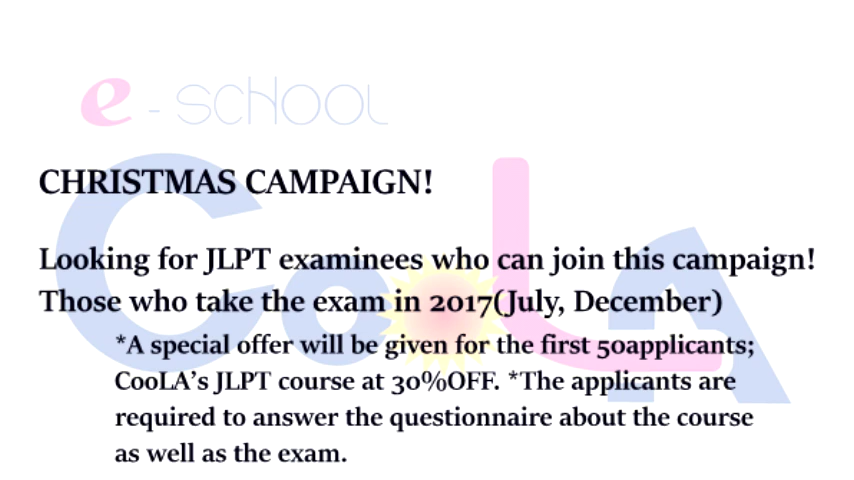 e - SCHOOL
CooLA
CHRISTMAS CAMPAIGN!
Looking for JLPT examinees who can join this campaign!
Those who take the exam in 2017(July, December)
*A special offer will be given for the first 50applicants;
CooLA's JLPT course at 30%OFF. *The applicants are
required to answer the questionnaire about the course
as well as the exam.